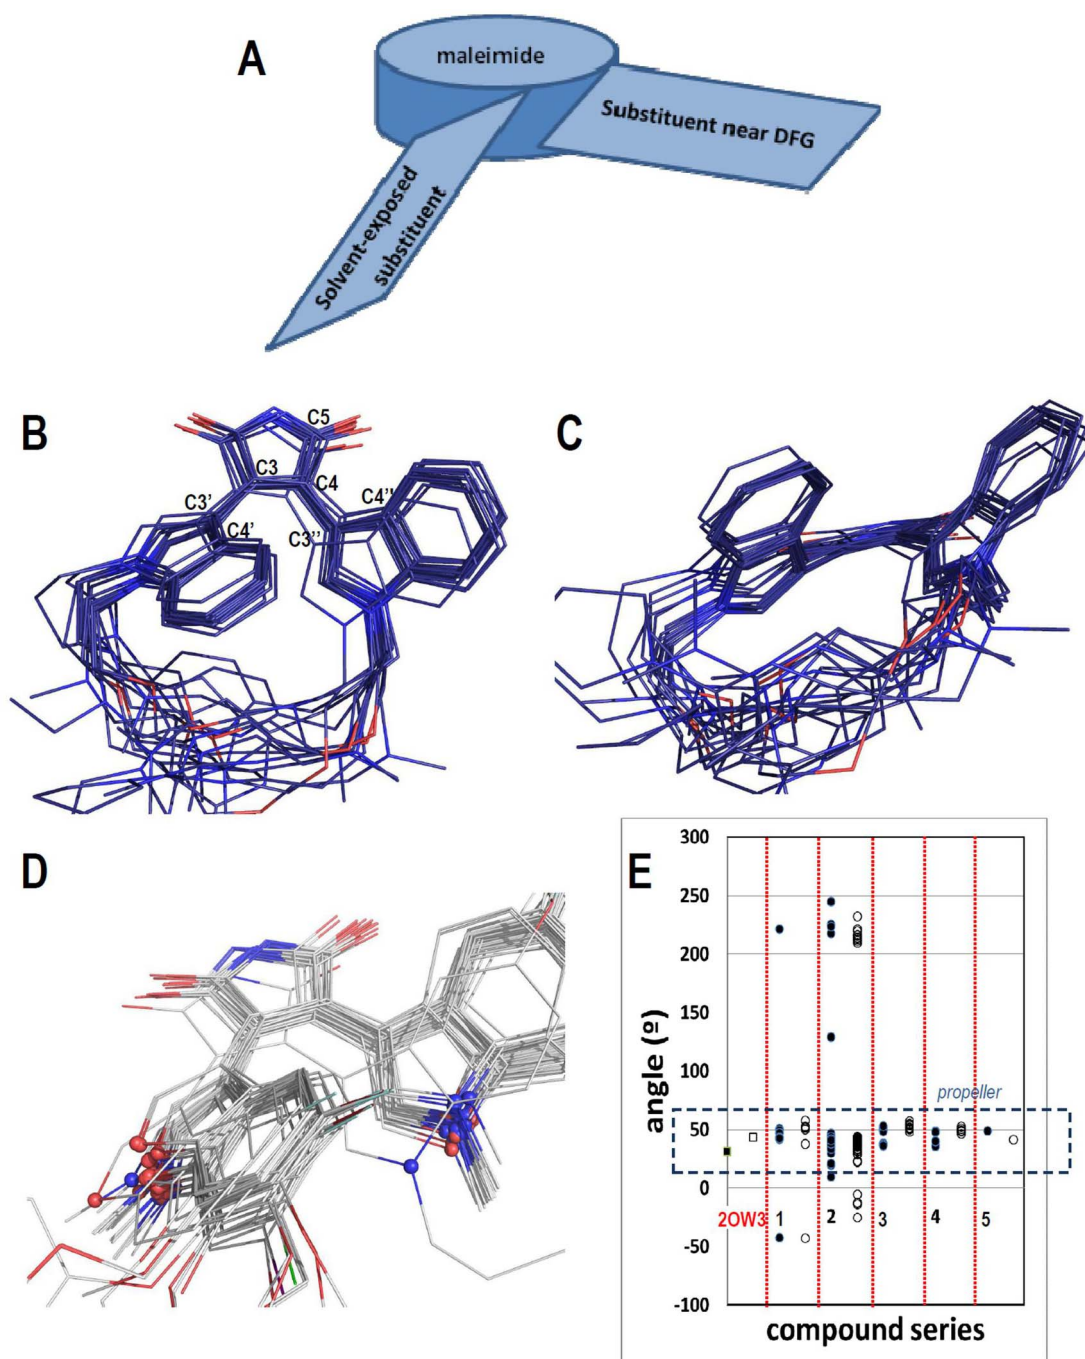 A
maleimide
Substituent near DFG
Solvent-exposed
substituent
B
C5
C3
C4
C3'
C4''
C4'
C3''
C
D
E
300
250
200
150
100
50
0
-50
-100
angle (º)
propeller
2OW3
1
2
3
4
5
compound series